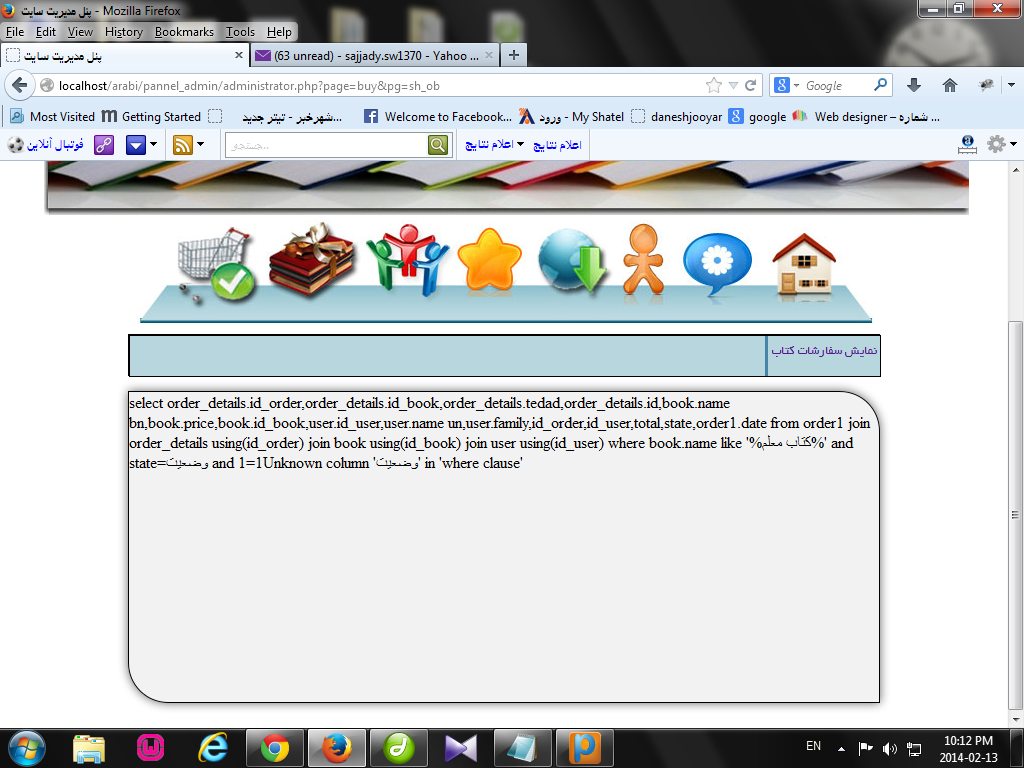 پنل مدیریت سایت - Mozilla Firefox
File Edit View History Bookmarks Tools Help
پنل مدیریت سایت
(63 unread) - sajjady.sw1370 - Yahoo ...
localhost/arabi/pannel_admin/administrator.php?page=buy&pg=sh_ob
Google
Most Visited Getting Started شهرخبر - تیتر جدید... Welcome to Facebook... ورود - My Shatel daneshjooyar google Web designer – شماره ...
فوتبال آنلاین جستجوی... اعلام نتایج اعلام نتایج
نمایش سفارشات کتاب
select order_details.id_order,order_details.id_book,order_details.tedad,order_details.id,book.name
bn,book.price,book.id_book,user.id_user,user.name un,user.family,id_order,id_user,total,state,order1.date from order1 join
order_details using(id_order) join book using(id_book) join user using(id_user) where book.name like '%کتاب معلم%' and
state=وضعیت and 1=1Unknown column 'وضعیت' in 'where clause'
EN
10:12 PM
2014-02-13